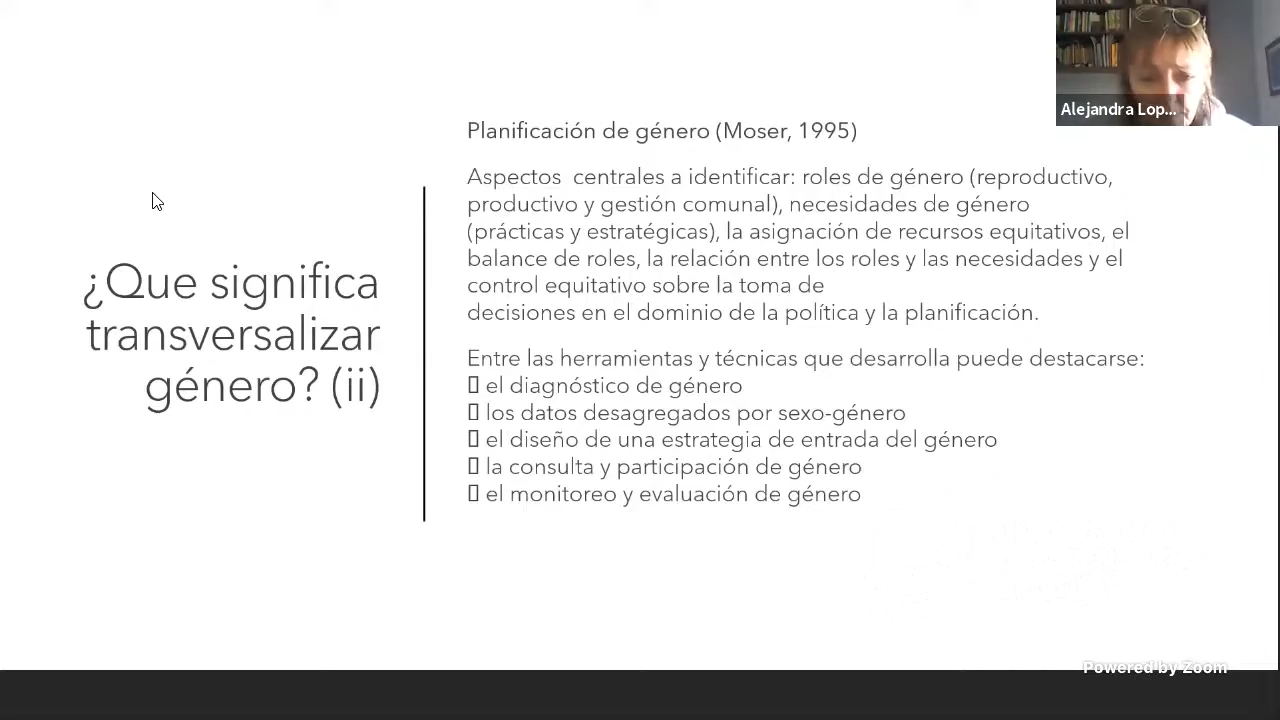 Alejandra Lop...
¿Que significa
transversalizar
género? (ii)
Planificación de género (Moser, 1995)
Aspectos centrales a identificar: roles de género (reproductivo,
productivo y gestión comunal), necesidades de género
(prácticas y estratégicas), la asignación de recursos equitativos, el
balance de roles, la relación entre los roles y las necesidades y el
control equitativo sobre la toma de
decisiones en el dominio de la política y la planificación.
Entre las herramientas y técnicas que desarrolla puede destacarse:
▯ el diagnóstico de género
▯ los datos desagregados por sexo-género
▯ el diseño de una estrategia de entrada del género
▯ la consulta y participación de género
▯ el monitoreo y evaluación de género
Powered by Zoom